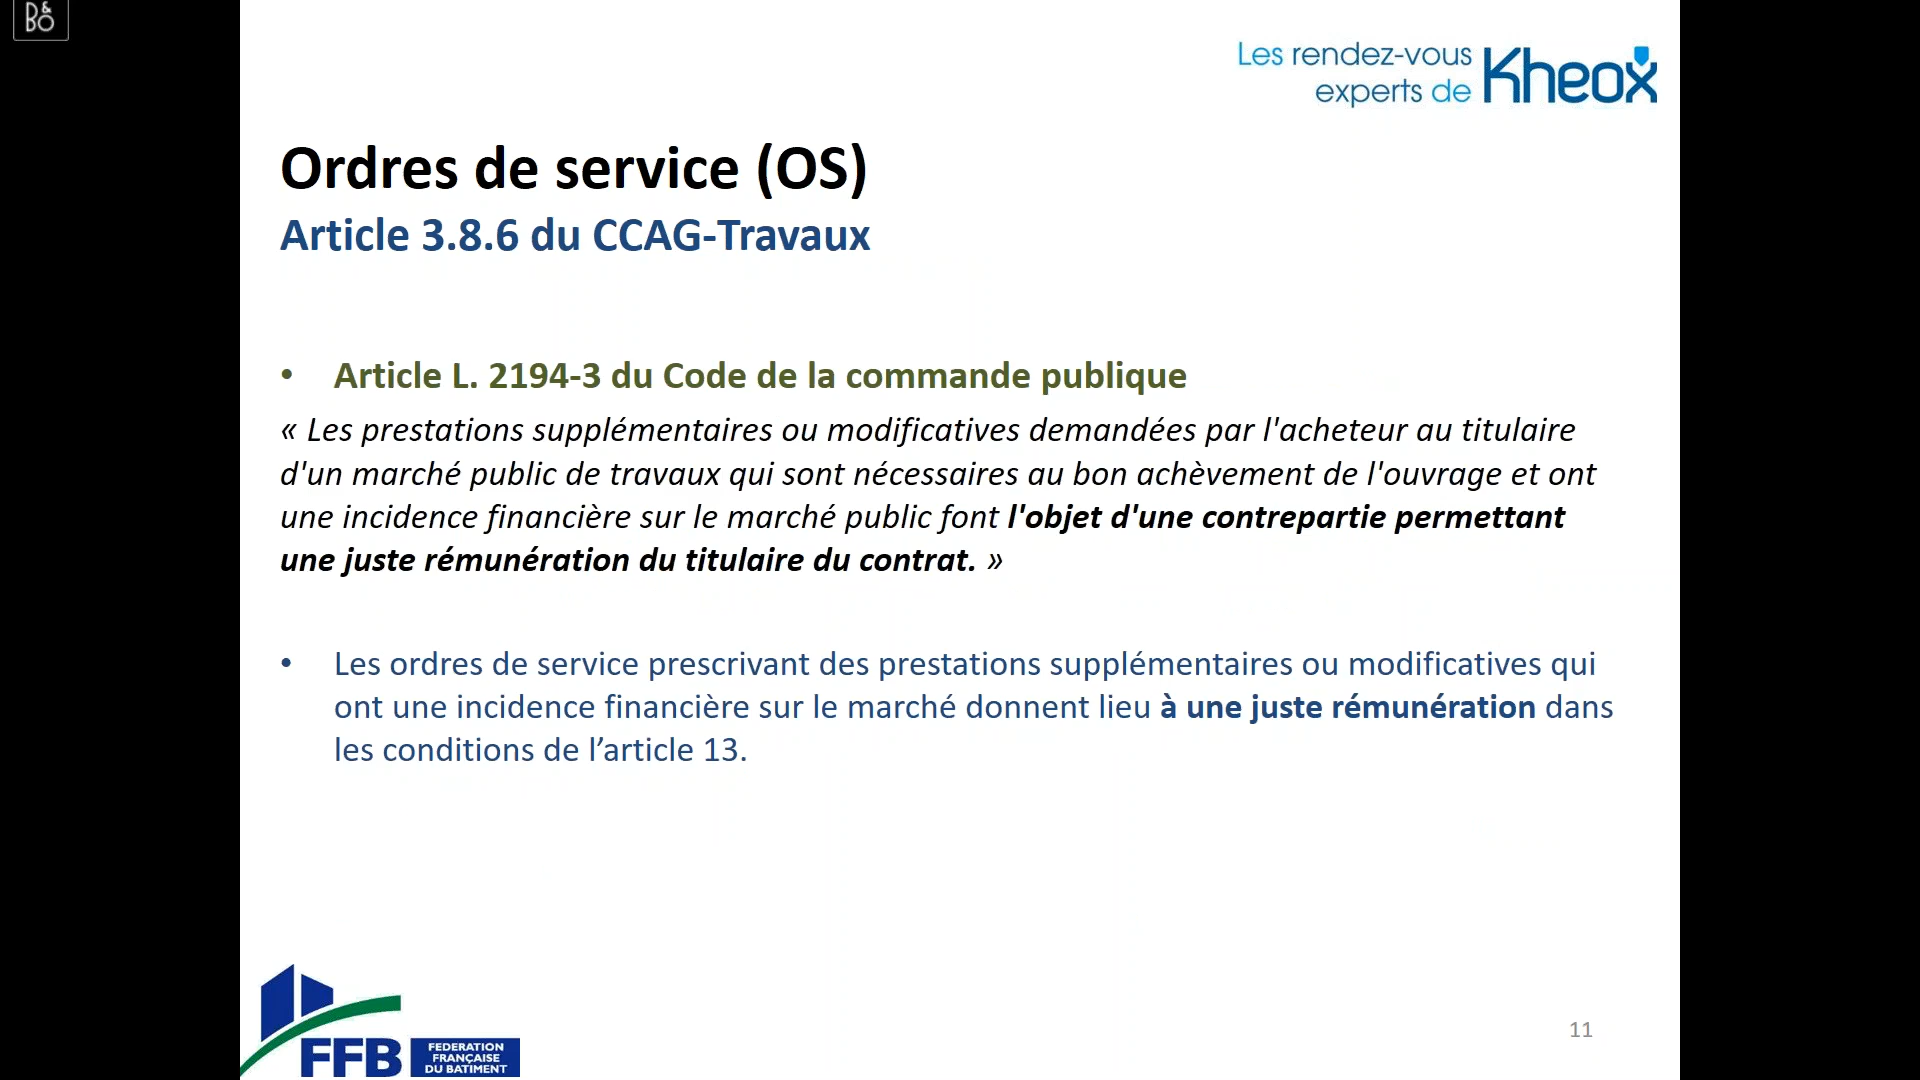 B&O
Les rendez-vous
experts de Kheox
Ordres de service (OS)
Article 3.8.6 du CCAG-Travaux
• Article L. 2194-3 du Code de la commande publique
« Les prestations supplémentaires ou modificatives demandées par l'acheteur au titulaire
d'un marché public de travaux qui sont nécessaires au bon achèvement de l'ouvrage et ont
une incidence financière sur le marché public font l'objet d'une contrepartie permettant
une juste rémunération du titulaire du contrat. »
• Les ordres de service prescrivant des prestations supplémentaires ou modificatives qui
ont une incidence financière sur le marché donnent lieu à une juste rémunération dans
les conditions de l’article 13.
FFB
FEDERATION
FRANÇAISE
DU BATIMENT
11